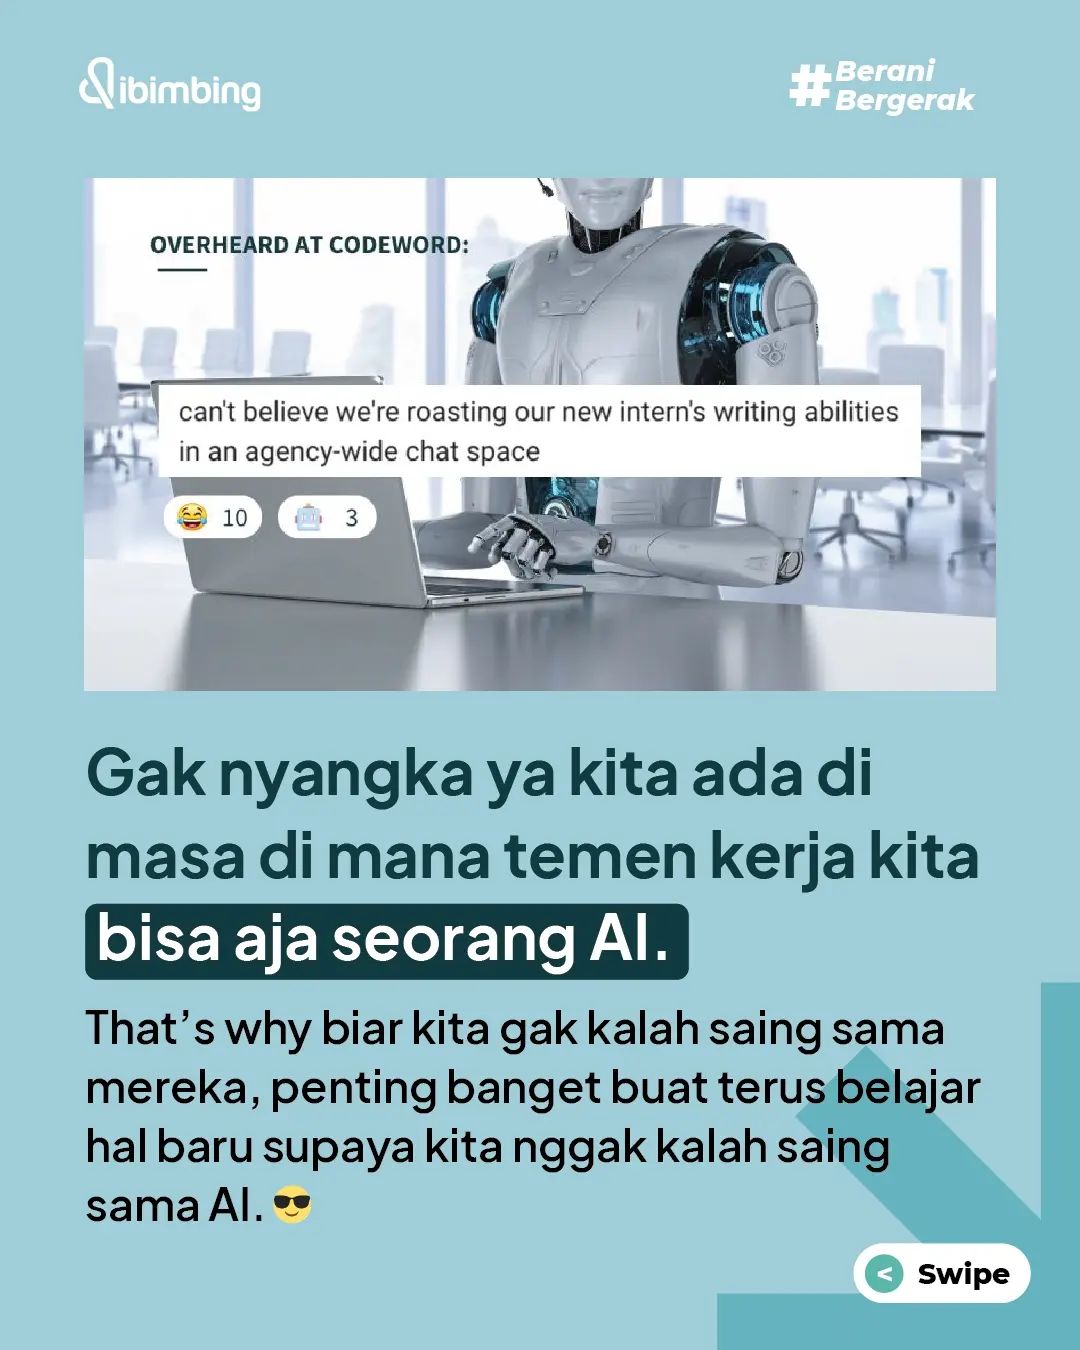 dibimbing
#Berani
Bergerak
OVERHEARD AT CODEWORD:
can't believe we're roasting our new intern's writing abilities
in an agency-wide chat space
😂 10 🤖 3
Gak nyangka ya kita ada di
masa di mana temen kerja kita
bisa aja seorang AI.
That’s why biar kita gak kalah saing sama
mereka, penting banget buat terus belajar
hal baru supaya kita nggak kalah saing
sama AI. 😎
< Swipe